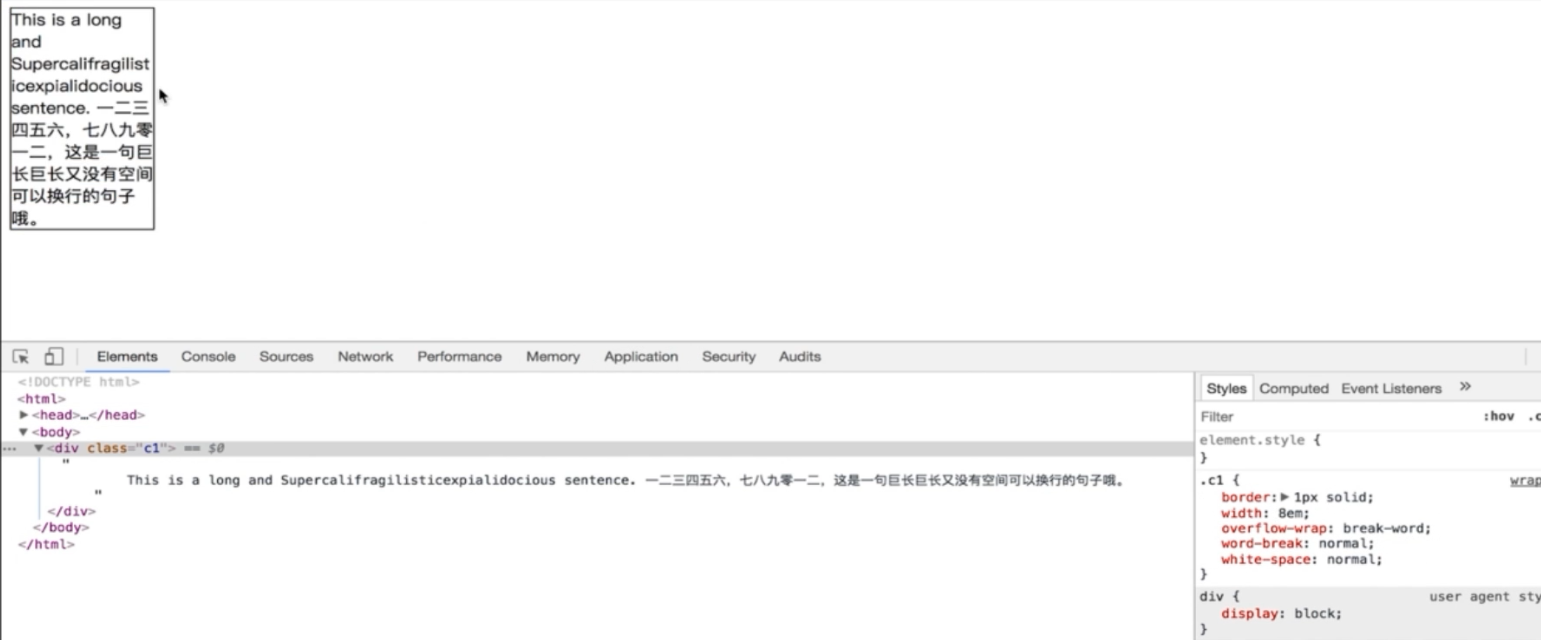 This is a long
and
Supercalifragilist
icexpialidocious
sentence. 一二三
四五六，七八九零
一二，这是一句巨
长巨长又没有空间
可以换行的句子
哦。
Elements Console Sources Network Performance Memory Application Security Audits
<!DOCTYPE html>
<html>
▶<head>…</head>
▼<body>
… ▼<div class="c1"> == $0
"
This is a long and Supercalifragilisticexpialidocious sentence. 一二三四五六，七八九零一二，这是一句巨长巨长又没有空间可以换行的句子哦。
"
</div>
</body>
</html>
Styles Computed Event Listeners »
Filter :hov .c
element.style {
}
.c1 { wrap
border:▶1px solid;
width: 8em;
overflow-wrap: break-word;
word-break: normal;
white-space: normal;
}
div { user agent sty
display: block;
}